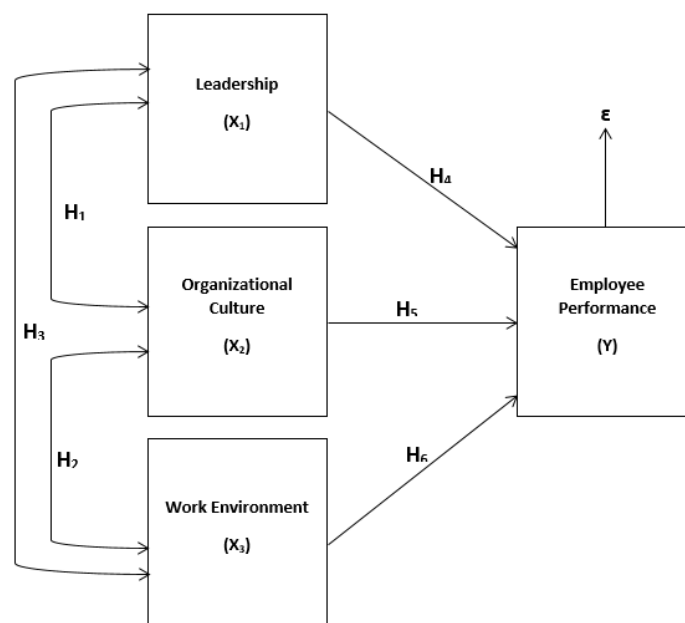 Leadership
(X₁)
ε
H₄
H₁
Organizational
Culture
(X₂)
Employee
Performance
(Y)
H₅
H₃
H₂
H₆
Work Environment
(X₃)